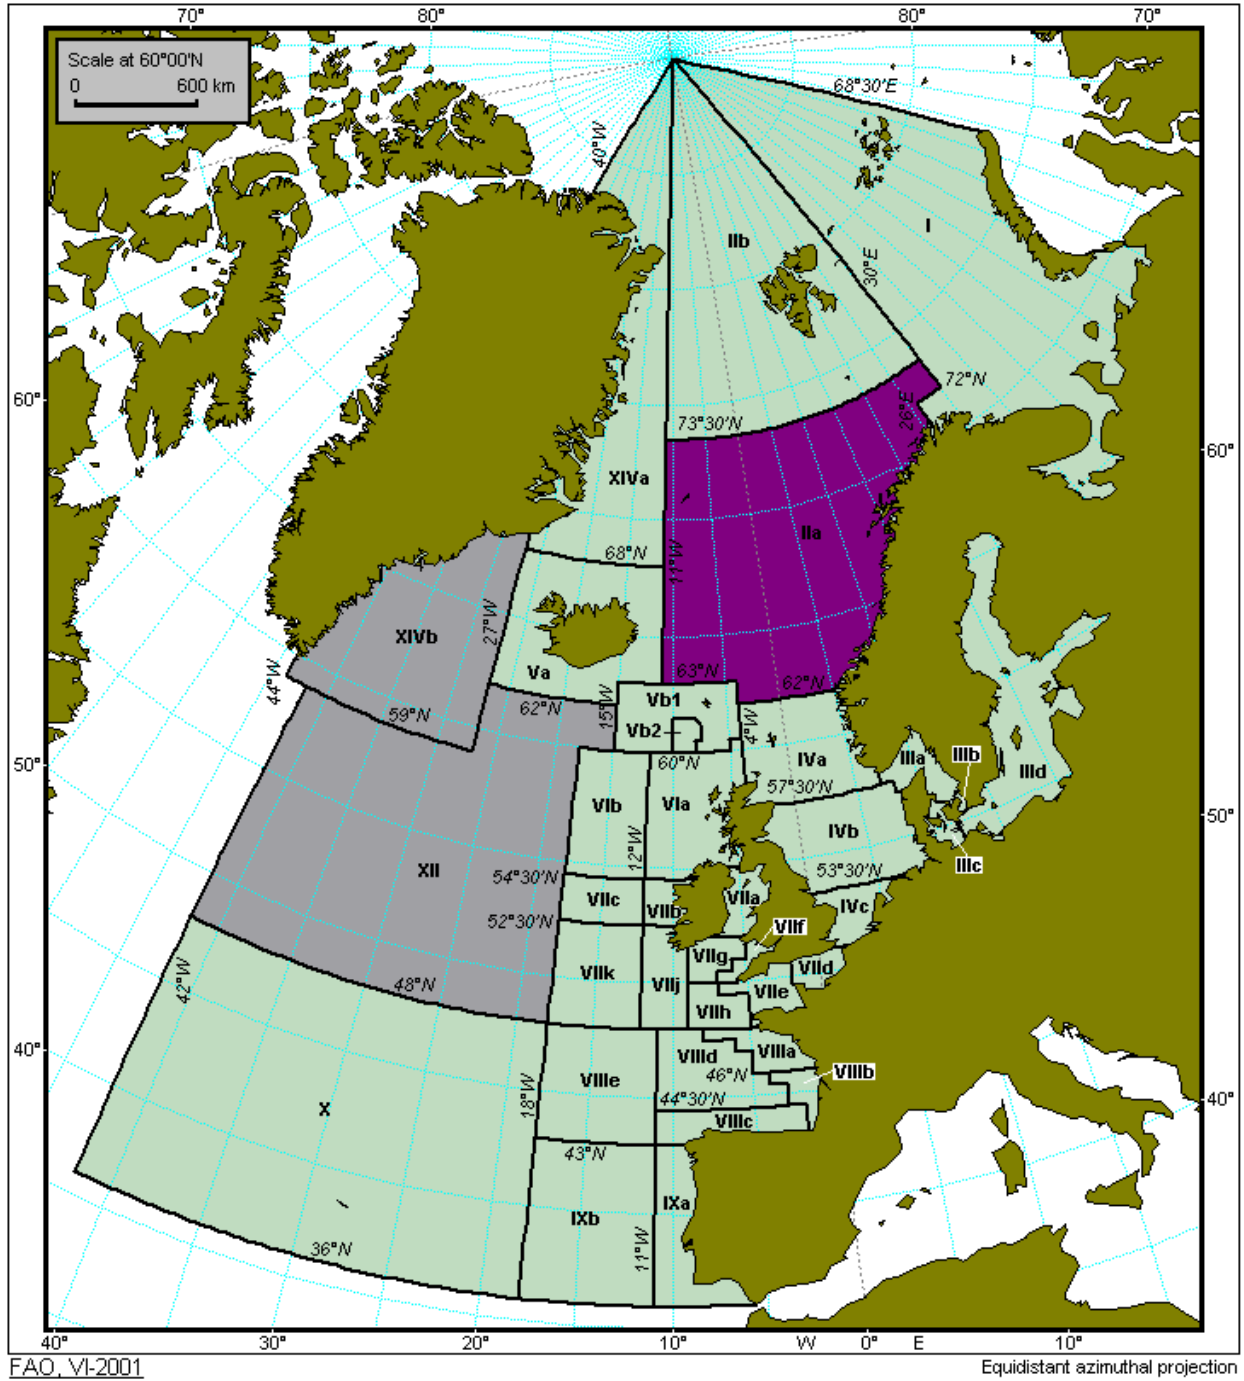 70° 80° 80° 70°
Scale at 60°00'N
0 600 km
68°30'E
40°W
IIb
I
30°E
72°N
60°
26°E
73°30'N
60°
XIVa
IIa
68°N
11°W
27°W
XIVb
Va
63°N
62°N
44°W
59°N
62°N
15°W
Vb1
Vb2
4°W
60°N
IVa
IIIa
IIIb
IIId
50°
57°30'N
VIb
VIa
50°
IVb
12°W
IIIc
XII
54°30'N
53°30'N
VIIc
VIIb
VIIa
IVc
52°30'N
VIIf
VIIg
VIId
VIIk
VIIj
42°W
48°N
VIIe
VIIh
40°
VIIId
VIIIa
46°N
VIIIb
VIIIe
18°W
44°30'N
40°
X
VIIIc
43°N
IXa
IXb
36°N
11°W
40° 30° 20° 10° W 0° E 10°
FAO, VI-2001
Equidistant azimuthal projection